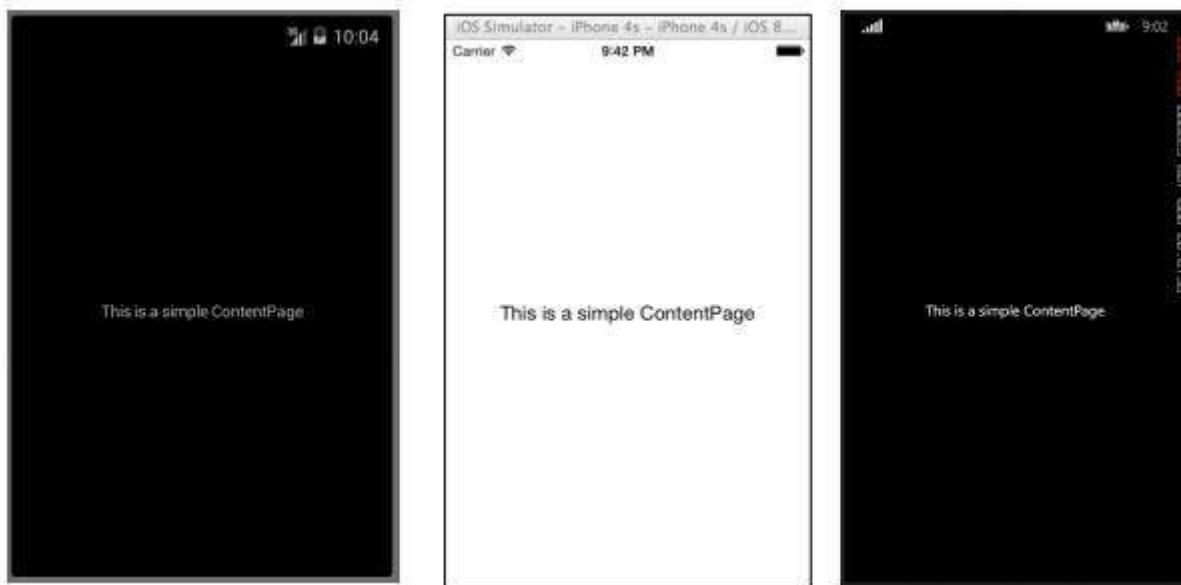 10:04
This is a simple ContentPage
iOS Simulator - iPhone 4s - iPhone 4s / iOS 8...
Carrier
9:42 PM
This is a simple ContentPage
9:02
This is a simple ContentPage